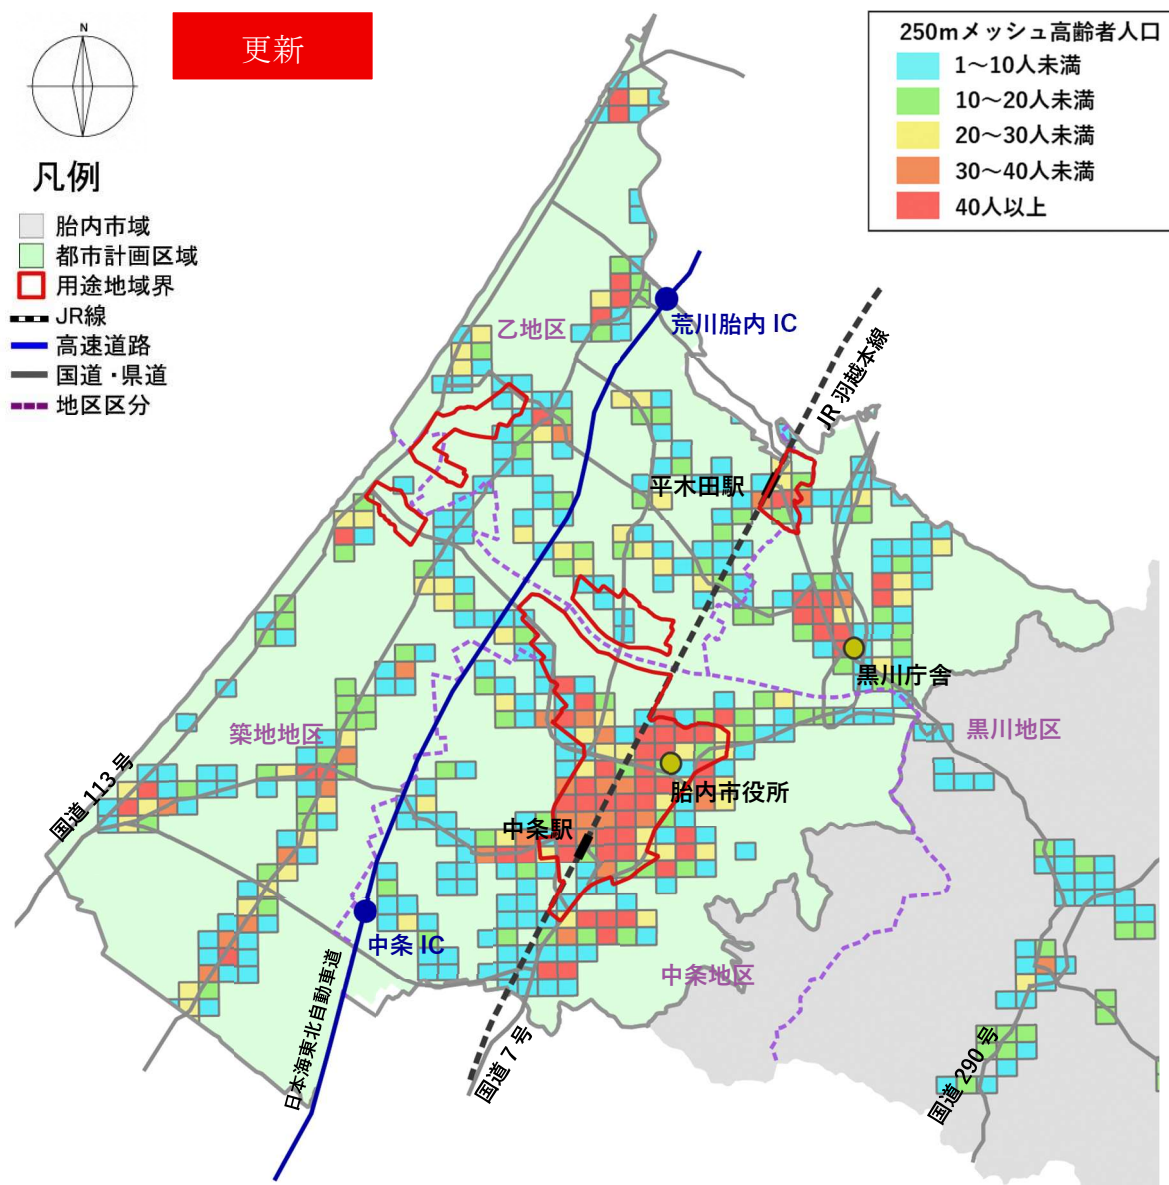 N
更新
250mメッシュ高齢者人口
1～10人未満
10～20人未満
20～30人未満
30～40人未満
40人以上
凡例
胎内市域
都市計画区域
用途地域界
JR線
高速道路
国道・県道
地区区分
乙地区
荒川胎内 IC
JR 羽越本線
平木田駅
黒川庁舎
黒川地区
築地地区
国道 113 号
胎内市役所
中条駅
中条 IC
中条地区
日本海東北自動車道
国道 7 号
国道 290 号